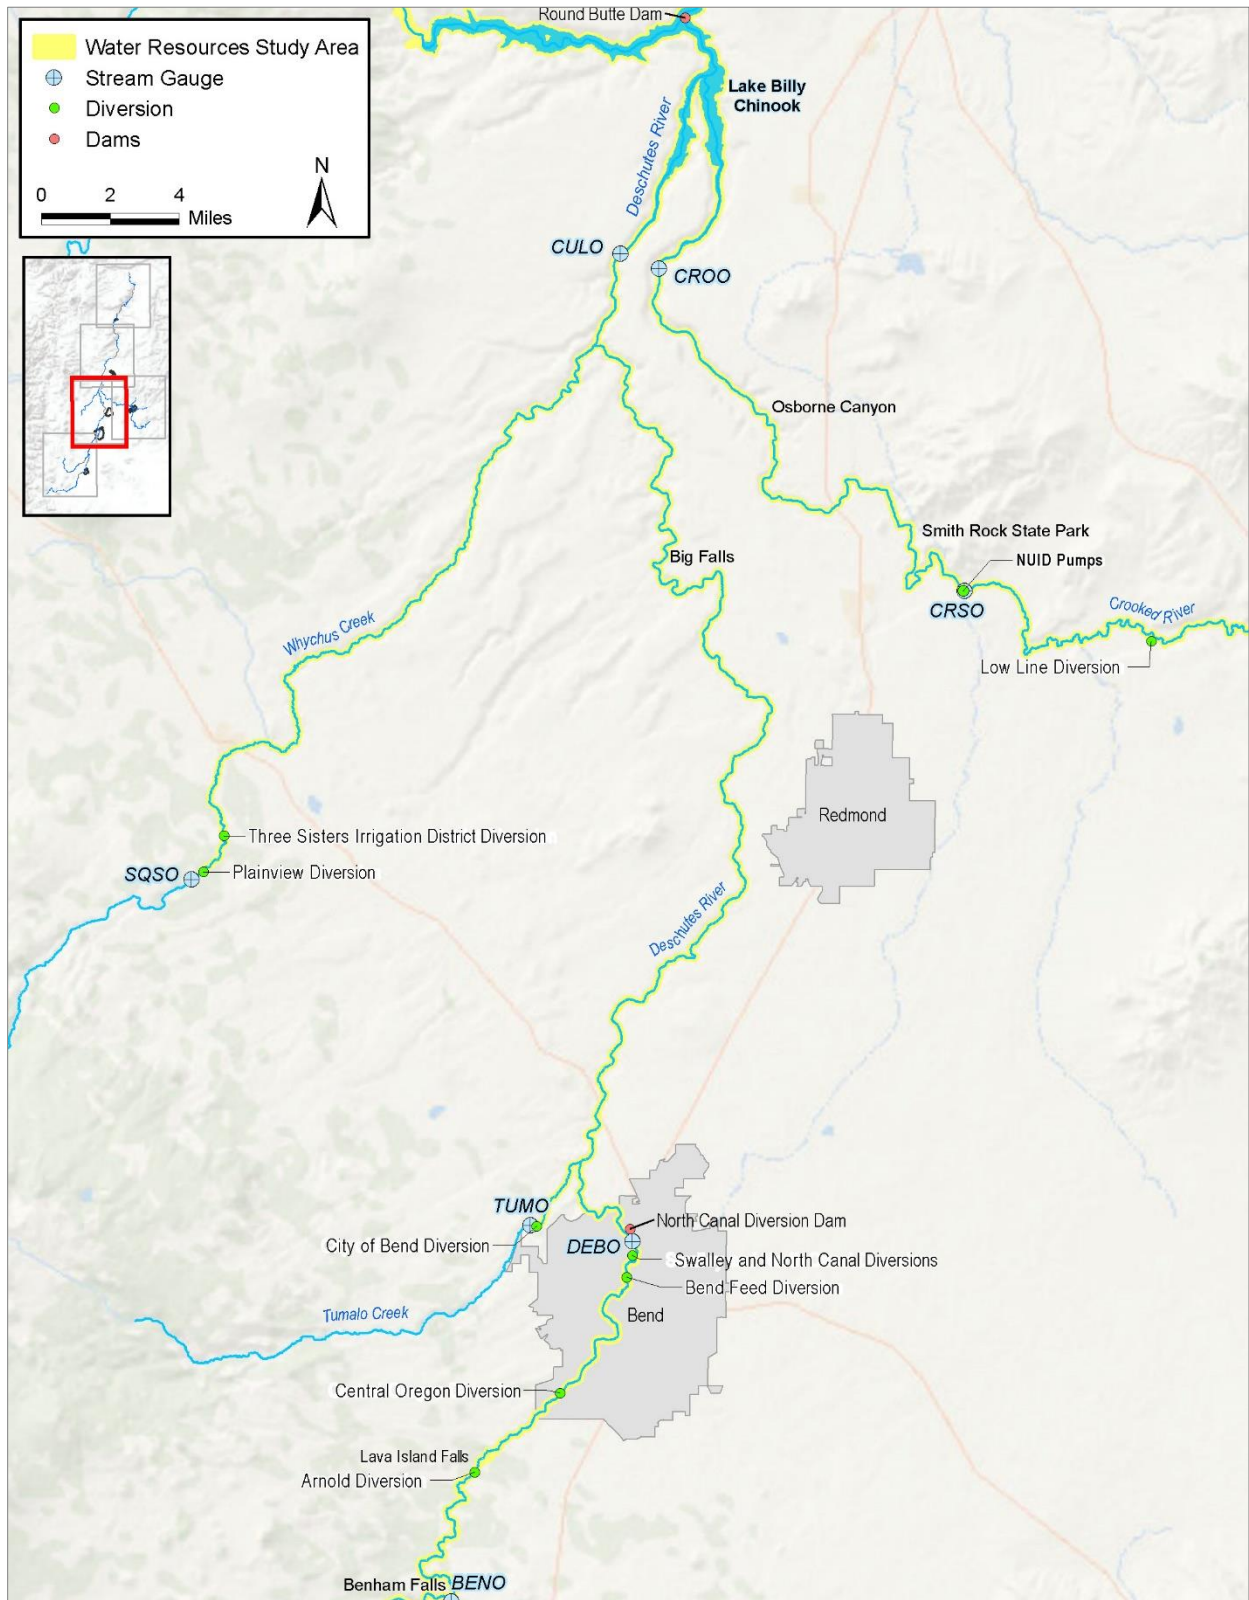 Round Butte Dam
Water Resources Study Area
Stream Gauge
Diversion
Dams
N
0 2 4
Miles
Lake Billy
Chinook
Deschutes River
CULO
CROO
Osborne Canyon
Smith Rock State Park
Big Falls
NUID Pumps
CRSO
Crooked River
Whychus Creek
Low Line Diversion
Redmond
Three Sisters Irrigation District Diversion
SQSO
Plainview Diversion
Deschutes River
TUMO
North Canal Diversion Dam
City of Bend Diversion
DEBO
Swalley and North Canal Diversions
Bend Feed Diversion
Tumalo Creek
Bend
Central Oregon Diversion
Lava Island Falls
Arnold Diversion
Benham Falls
BENO